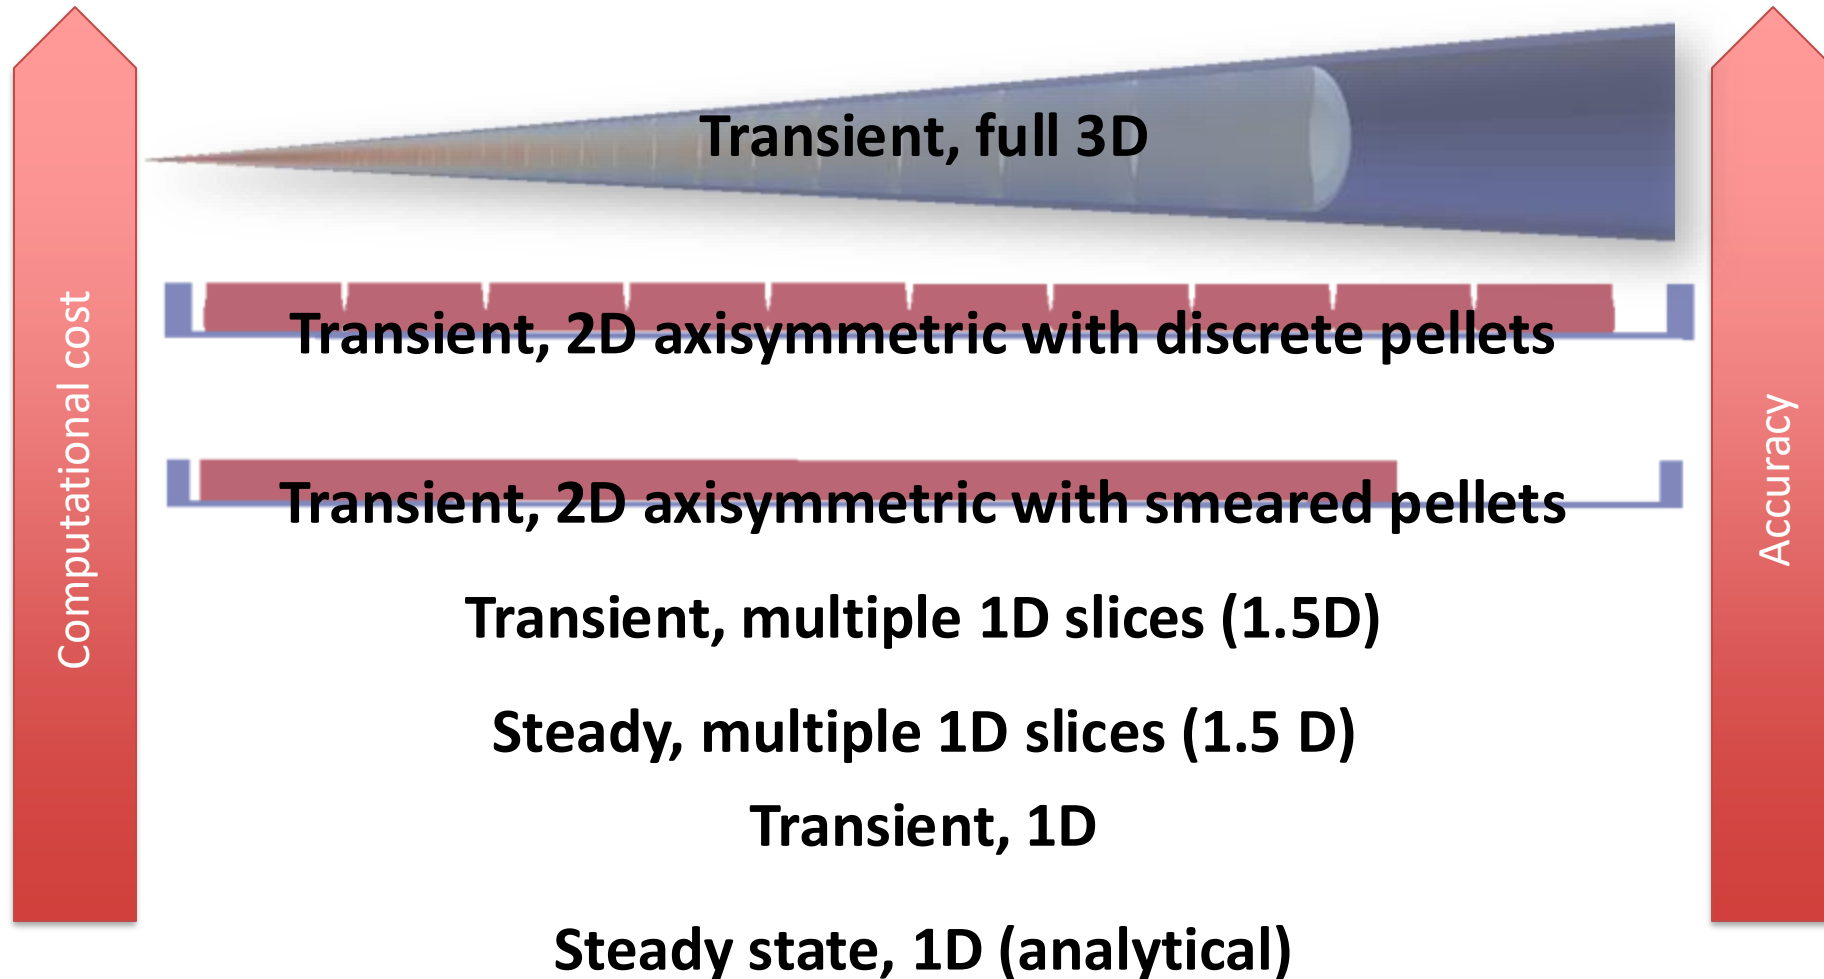 Transient, full 3D
Transient, 2D axisymmetric with discrete pellets
Transient, 2D axisymmetric with smeared pellets
Transient, multiple 1D slices (1.5D)
Steady, multiple 1D slices (1.5 D)
Transient, 1D
Steady state, 1D (analytical)
Computational cost
Accuracy